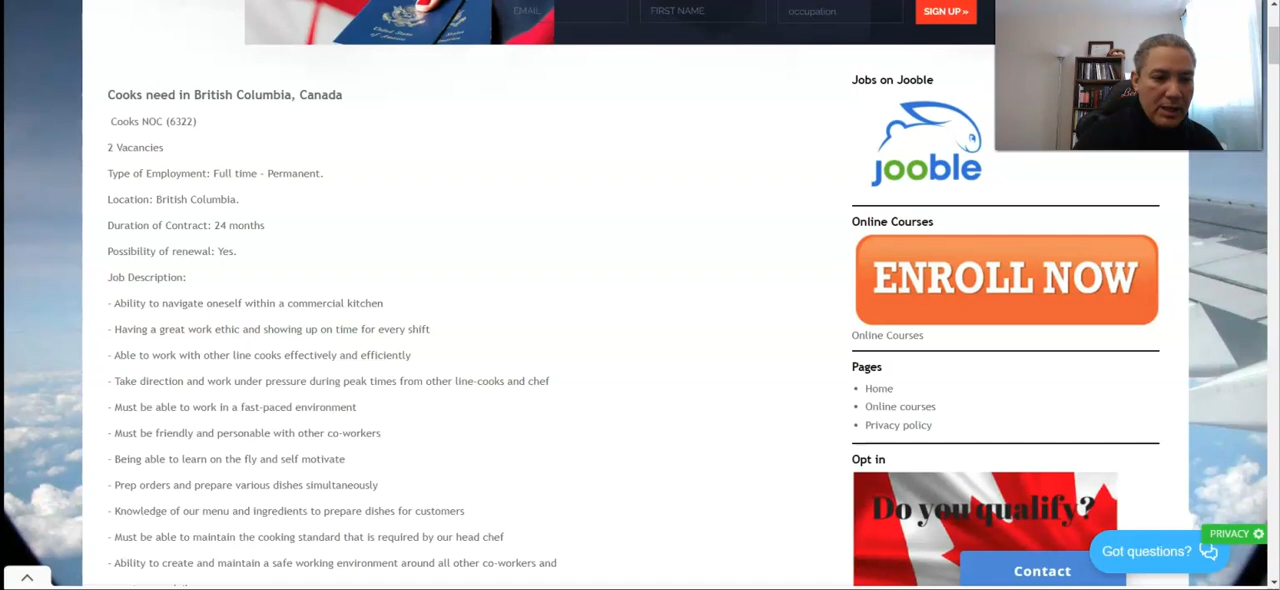 EMAIL
FIRST NAME
occupation
SIGN UP »
United States
of America
Cooks need in British Columbia, Canada
Cooks NOC (6322)
2 Vacancies
Type of Employment: Full time - Permanent.
Location: British Columbia.
Duration of Contract: 24 months
Possibility of renewal: Yes.
Job Description:
- Ability to navigate oneself within a commercial kitchen
- Having a great work ethic and showing up on time for every shift
- Able to work with other line cooks effectively and efficiently
- Take direction and work under pressure during peak times from other line-cooks and chef
- Must be able to work in a fast-paced environment
- Must be friendly and personable with other co-workers
- Being able to learn on the fly and self motivate
- Prep orders and prepare various dishes simultaneously
- Knowledge of our menu and ingredients to prepare dishes for customers
- Must be able to maintain the cooking standard that is required by our head chef
- Ability to create and maintain a safe working environment around all other co-workers and
Jobs on Jooble
jooble
Online Courses
ENROLL NOW
Online Courses
Pages
• Home
• Online courses
• Privacy policy
Opt in
Do you qualify?
PRIVACY
Got questions?
Contact